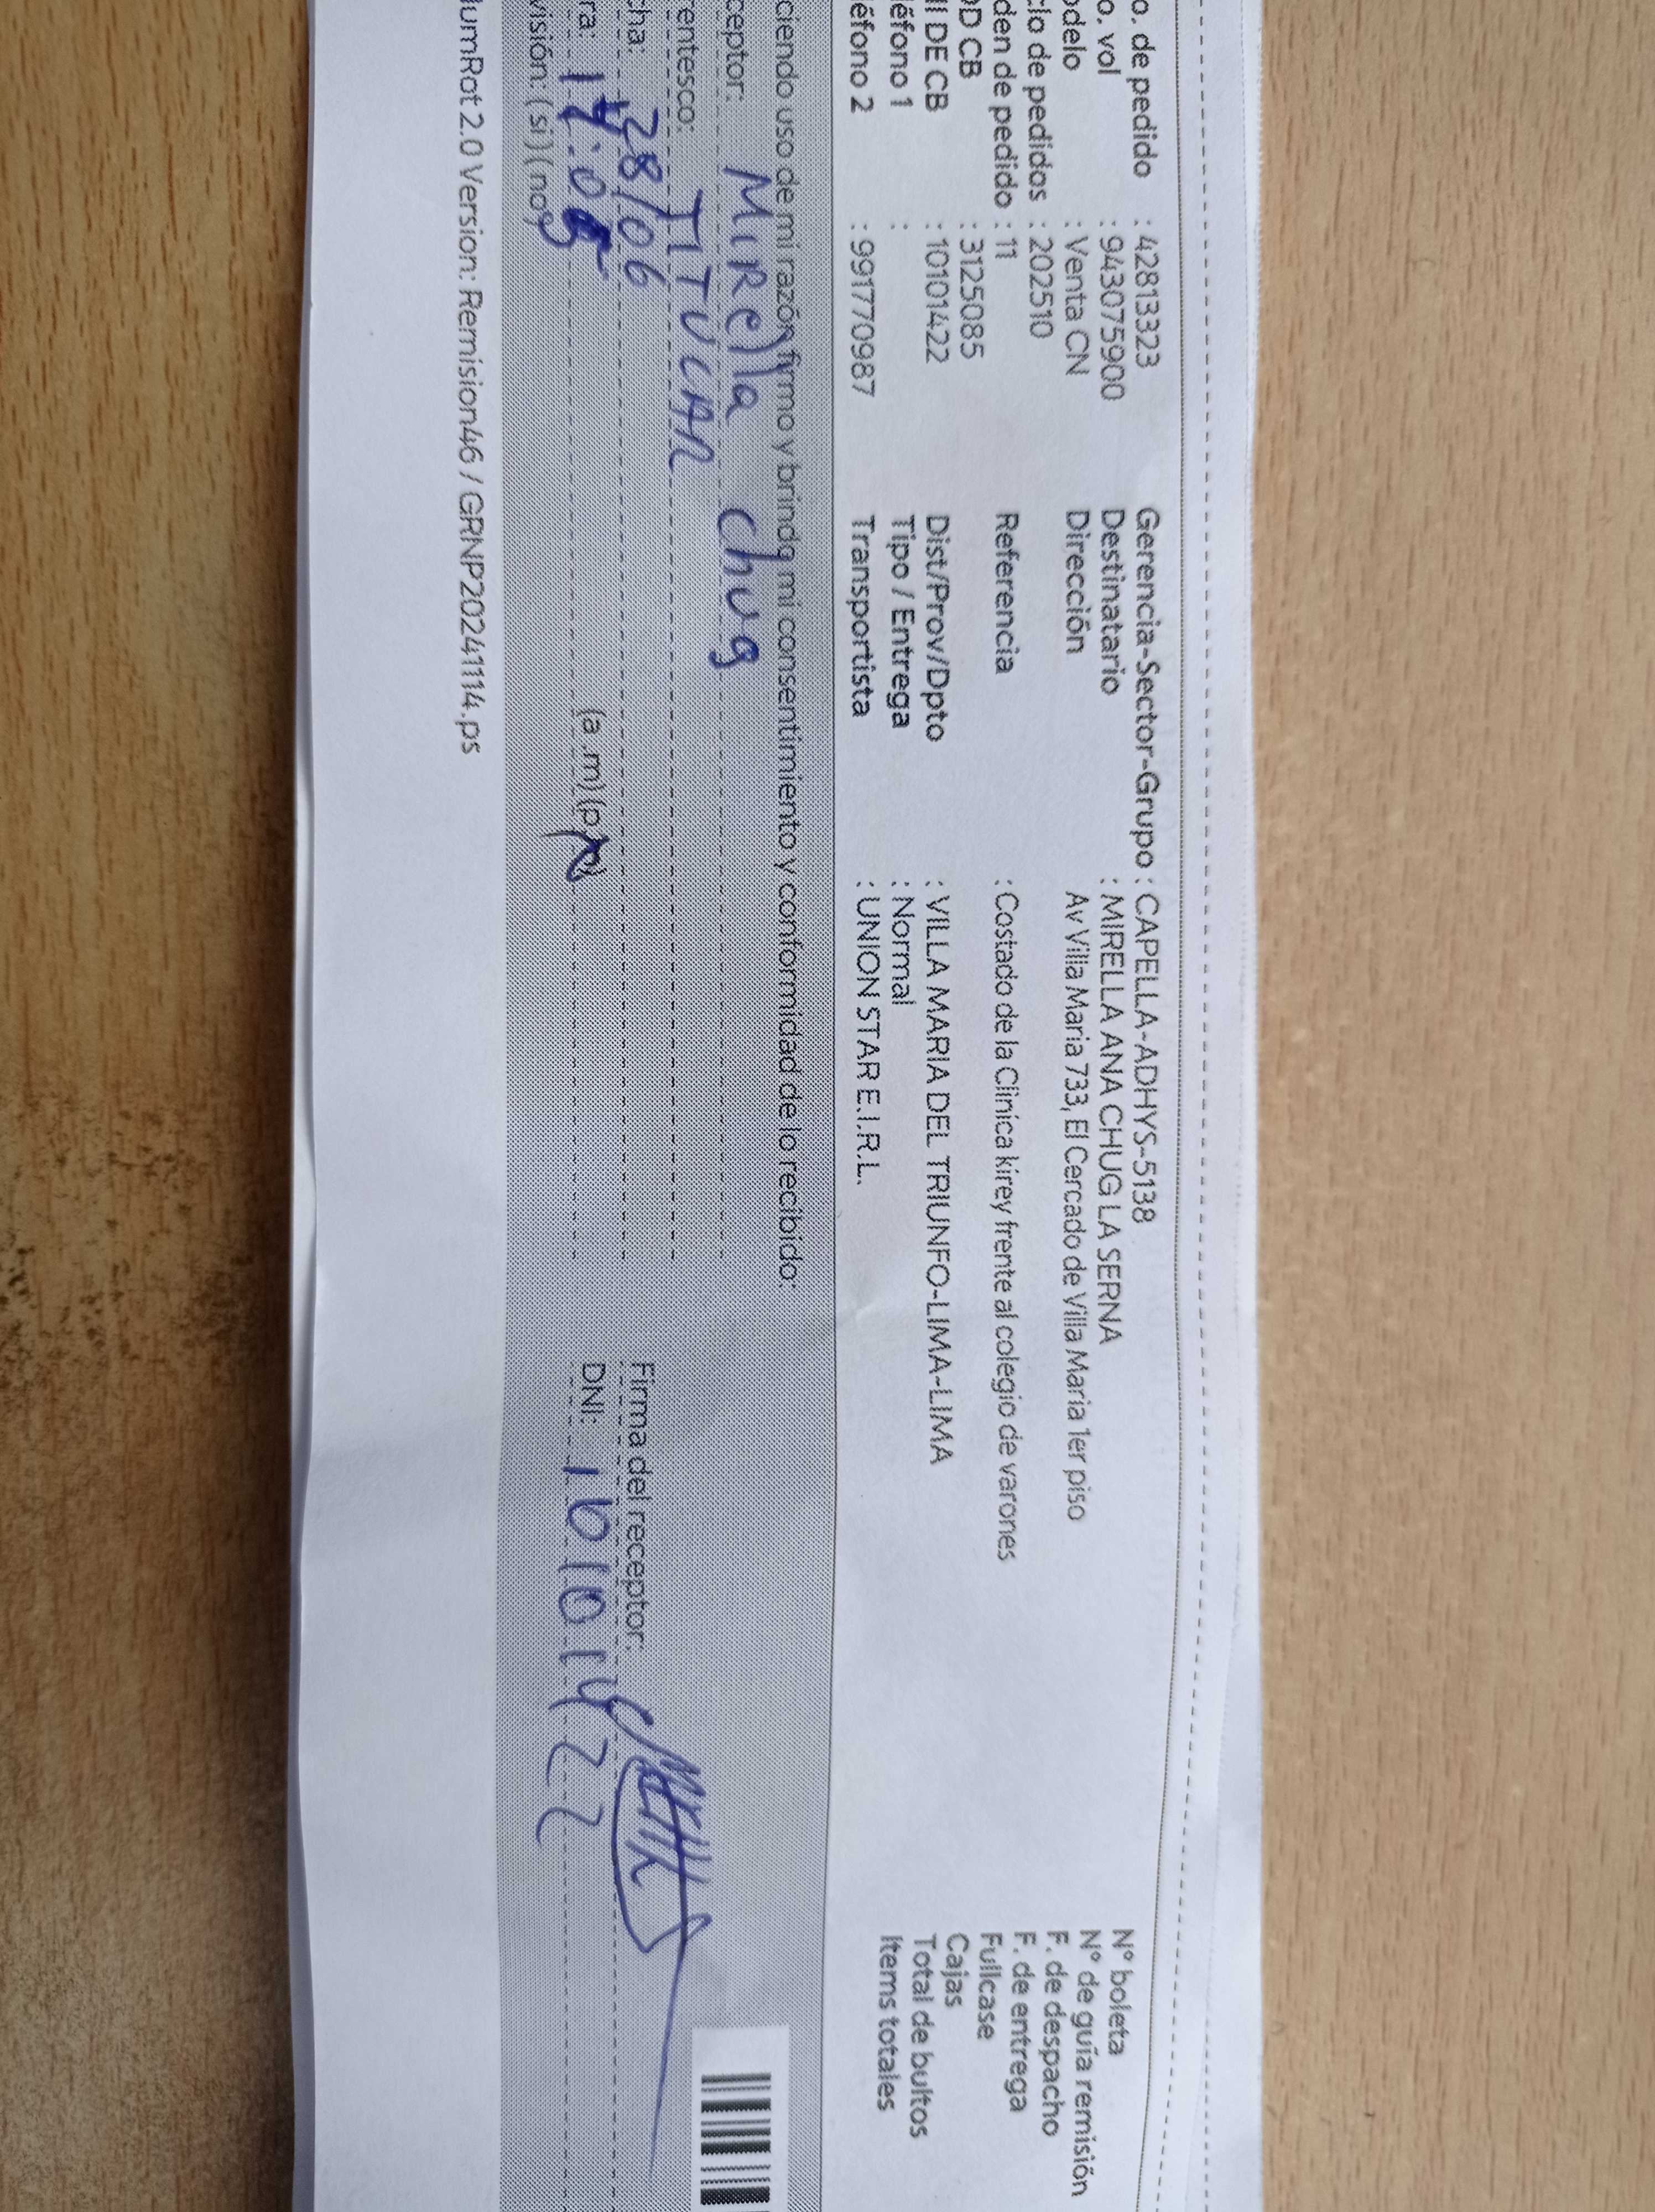 o. de pedido : 42813323
o. vol : 943075900
odelo : Venta CN
clo de pedidos : 202510
den de pedido : 11
OD CB : 3125085
I DE CB : 10101422
léfono 1 :
éfono 2 : 991770987
Gerencia-Sector-Grupo : CAPELLA-ADHYS-5138
Destinatario : MIRELLA ANA CHUG LA SERNA
Dirección Av Villa Maria 733, El Cercado de Villa Maria 1er piso
Referencia : Costado de la Clinica kirey frente al colegio de varones
Dist/Prov/Dpto : VILLA MARIA DEL TRIUNFO-LIMA-LIMA
Tipo / Entrega : Normal
Transportista : UNION STAR E.I.R.L.
N° boleta
N° de guía remisión
F. de despacho
F. de entrega
Fullcase
Cajas
Total de bultos
Items totales
ciendo uso de mi razón firmo y brindo mi consentimiento y conformidad de lo recibido:
ceptor: MIRella chug
rentesco: TITULAR
cha: 28/06
ra: (a.m) (p.m)
visión: ( si ) ( no )
Firma del receptor:
DNI: 10101422
umRot 2.0 Version: Remision46 / GRNP20241114.ps